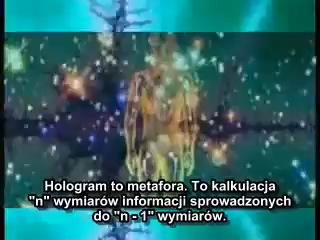 Hologram to metafora. To kalkulacja
"n" wymiarów informacji sprowadzonych
do "n - 1" wymiarów.